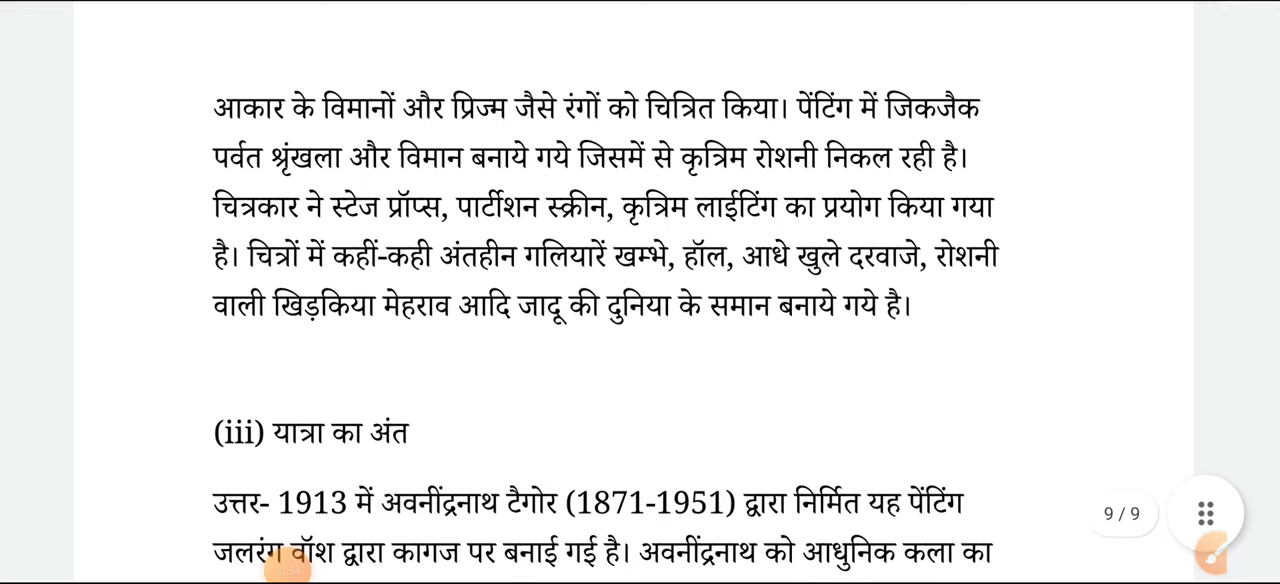 आकार के विमानों और प्रिज्म जैसे रंगों को चित्रित किया। पेंटिंग में जिकजैक
पर्वत श्रृंखला और विमान बनाये गये जिसमें से कृत्रिम रोशनी निकल रही है।
चित्रकार ने स्टेज प्रॉप्स, पार्टीशन स्क्रीन, कृत्रिम लाईटिंग का प्रयोग किया गया
है। चित्रों में कहीं-कही अंतहीन गलियारें खम्भे, हॉल, आधे खुले दरवाजे, रोशनी
वाली खिड़किया मेहराव आदि जादू की दुनिया के समान बनाये गये है।
(iii) यात्रा का अंत
उत्तर- 1913 में अवनींद्रनाथ टैगोर (1871-1951) द्वारा निर्मित यह पेंटिंग
9 / 9
जलरंग वॉश द्वारा कागज पर बनाई गई है। अवनींद्रनाथ को आधुनिक कला का